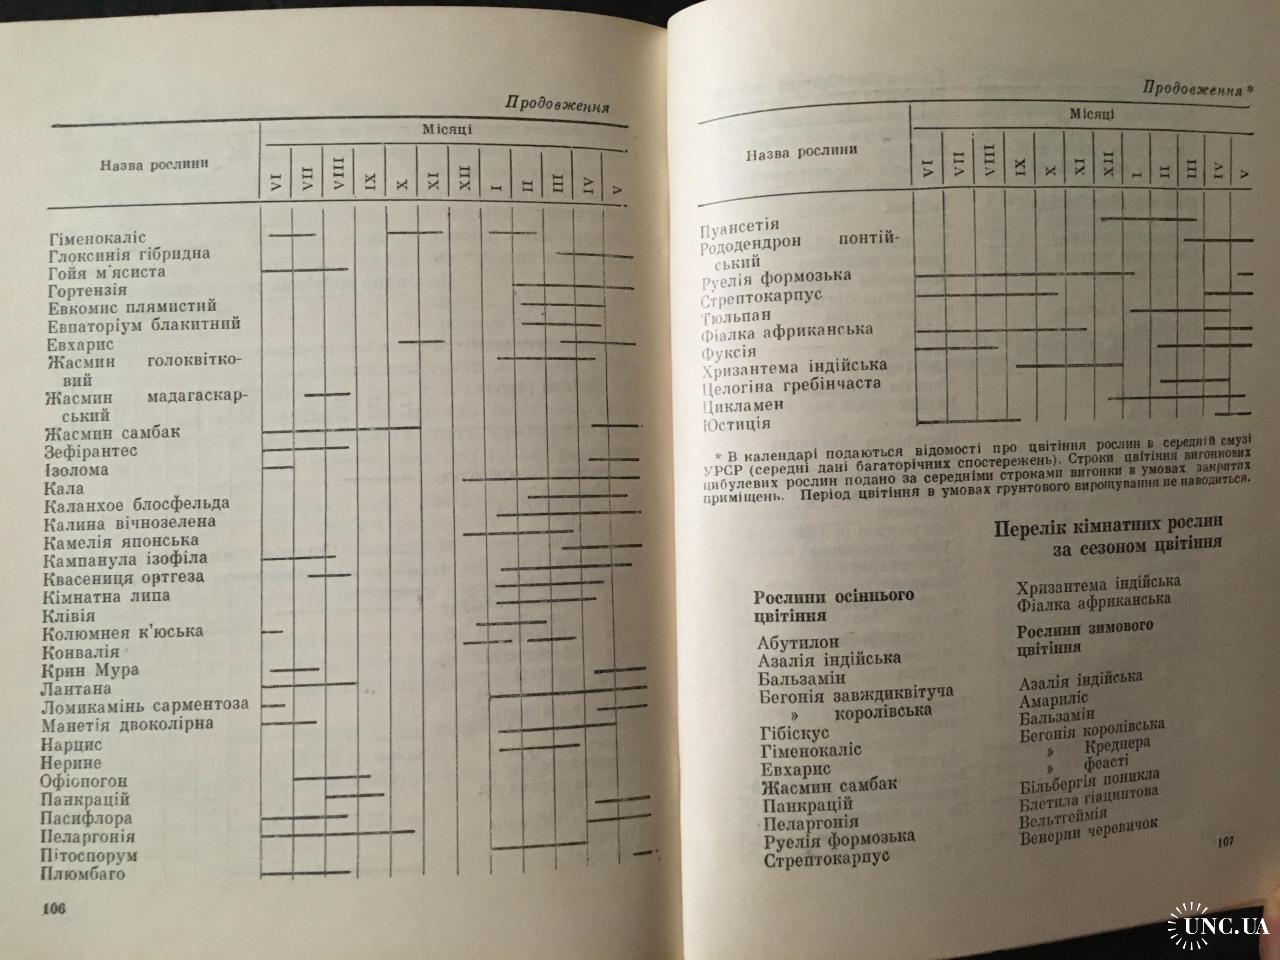 Продовження
Назва рослини
Місяці
VI VII VIII IX X XI XII I II III IV V
Гіменокаліс
Глоксинія гібридна
Гойя м'ясиста
Гортензія
Евкомис плямистий
Евпаторіум блакитний
Евхарис
Жасмин голоквітко-
вий
Жасмин мадагаскар-
ський
Жасмин самбак
Зефірантес
Ізолома
Кала
Каланхое блосфельда
Калина вічнозелена
Камелія японська
Кампанула ізофіла
Квасениця ортгеза
Кімнатна липа
Клівія
Колюмнея к'юська
Конвалія
Крин Мура
Лантана
Ломикамінь сарментоза
Манетія двоколірна
Нарцис
Нерине
Офіопогон
Панкрацій
Пасифлора
Пеларгонія
Пітоспорум
Плюмбаго
106
Продовження *
Назва рослини
Місяці
VI VII VIII IX X XI XII I II III IV V
Пуансетія
Рододендрон понтій-
ський
Руелія формозька
Стрептокарпус
Тюльпан
Фіалка африканська
Фуксія
Хризантема індійська
Целогіна гребінчаста
Цикламен
Юстиція
* В календарі подаються відомості про цвітіння рослин в середній смузі
УРСР (середні дані багаторічних спостережень). Строки цвітіння вигонкових
цибулевих рослин подано за середніми строками вигонки в умовах закритих
приміщень. Період цвітіння в умовах грунтового вирощування не наводиться.
Перелік кімнатних рослин
за сезоном цвітіння
Рослини осіннього
цвітіння
Абутилон
Азалія індійська
Бальзамін
Бегонія завждиквітуча
» королівська
Гібіскус
Гіменокаліс
Евхарис
Жасмин самбак
Панкрацій
Пеларгонія
Руелія формозька
Стрептокарпус
Хризантема індійська
Фіалка африканська
Рослини зимового
цвітіння
Азалія індійська
Амариліс
Бальзамін
Бегонія королівська
» Креднера
» феасті
Більбергія поникла
Блетила гіацинтова
Вельтгеймія
Венерин черевичок
107
UNC.UA